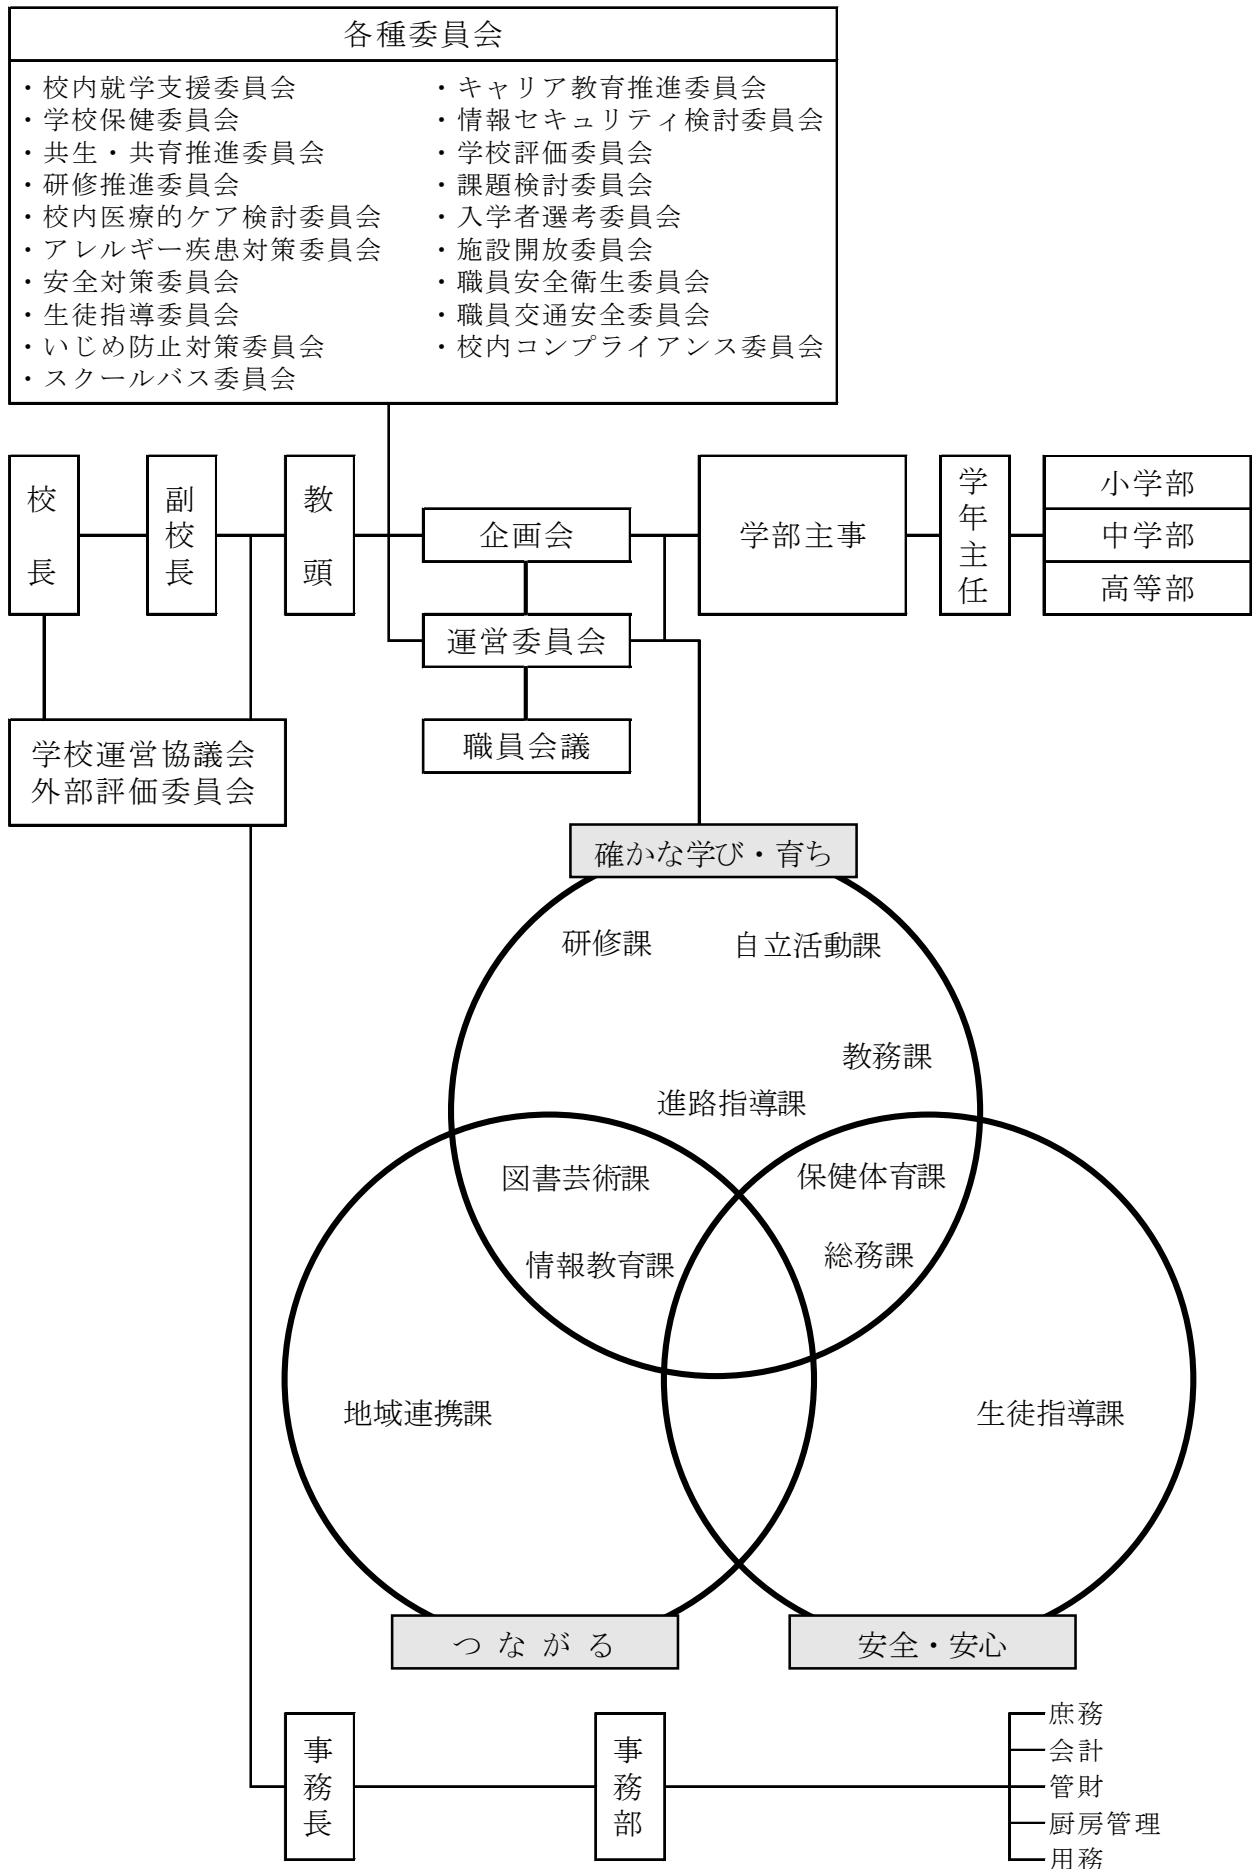 各種委員会
・校内就学支援委員会
・学校保健委員会
・共生・共育推進委員会
・研修推進委員会
・校内医療的ケア検討委員会
・アレルギー疾患対策委員会
・安全対策委員会
・生徒指導委員会
・いじめ防止対策委員会
・スクールバス委員会
・キャリア教育推進委員会
・情報セキュリティ検討委員会
・学校評価委員会
・課題検討委員会
・入学者選考委員会
・施設開放委員会
・職員安全衛生委員会
・職員交通安全委員会
・校内コンプライアンス委員会
校長
副校長
教頭
企画会
運営委員会
職員会議
学部主事
学年主任
小学部
中学部
高等部
学校運営協議会
外部評価委員会
確かな学び・育ち
研修課
自立活動課
教務課
進路指導課
図書芸術課
保健体育課
情報教育課
総務課
地域連携課
生徒指導課
つながる
安全・安心
事務長
事務部
庶務
会計
管財
厨房管理
用務